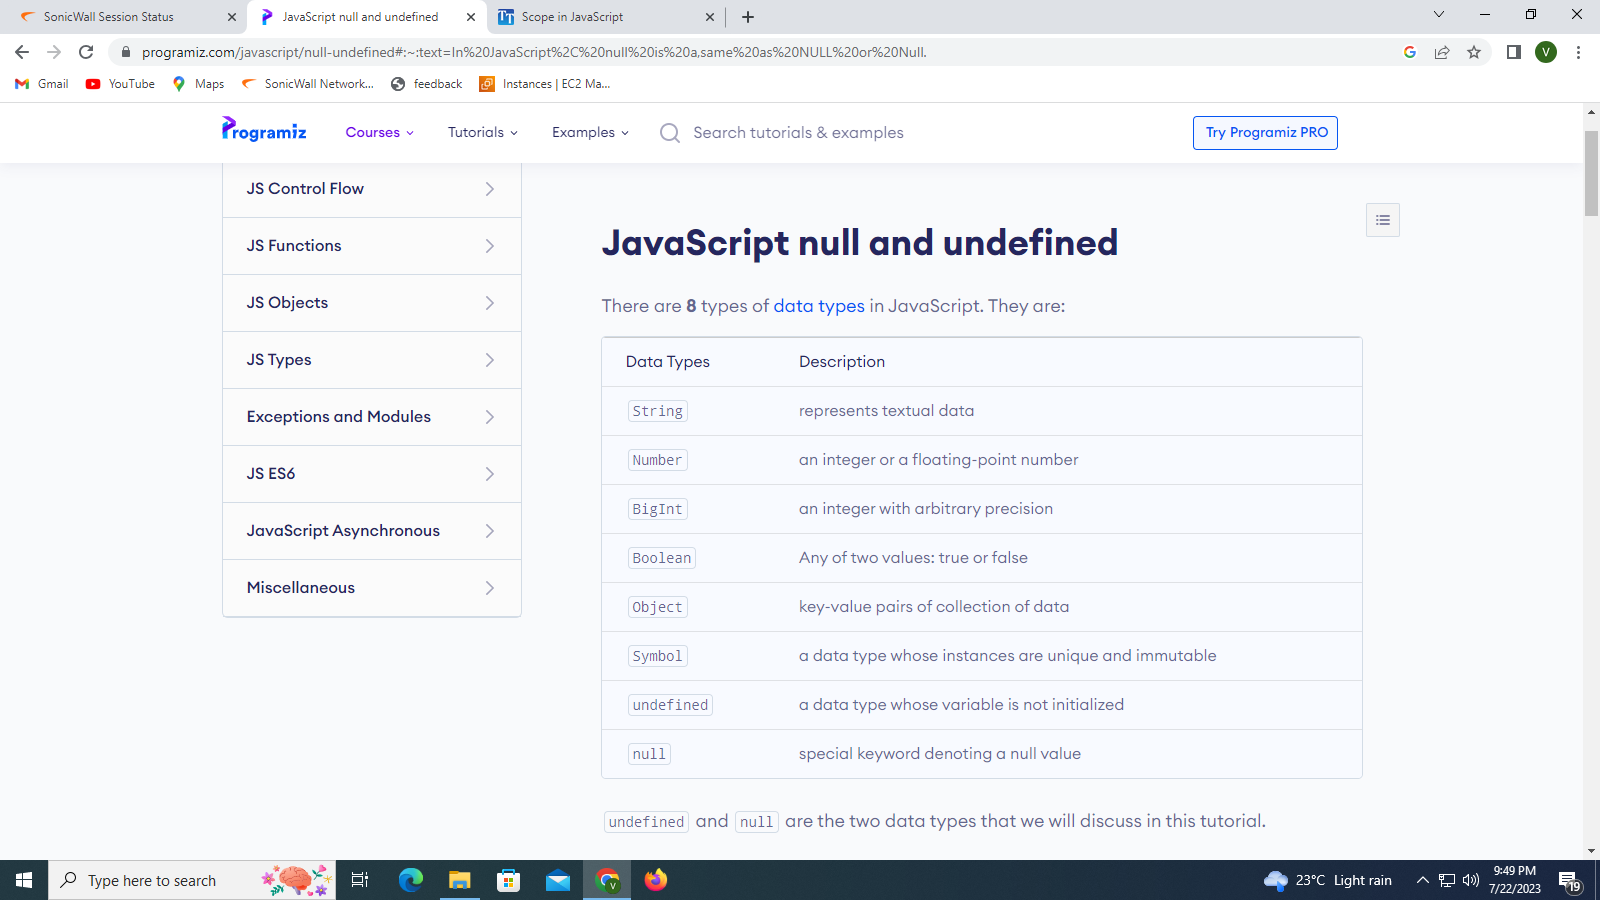 SonicWall Session Status
JavaScript null and undefined
Scope in JavaScript
programiz.com/javascript/null-undefined#:~:text=In%20JavaScript%2C%20null%20is%20a,same%20as%20NULL%20or%20Null.
V
Gmail
YouTube
Maps
SonicWall Network...
feedback
Instances | EC2 Ma...
Programiz
Courses
Tutorials
Examples
Search tutorials & examples
Try Programiz PRO
JS Control Flow
JS Functions
JS Objects
JS Types
Exceptions and Modules
JS ES6
JavaScript Asynchronous
Miscellaneous
JavaScript null and undefined
There are 8 types of data types in JavaScript. They are:
Data Types Description
String represents textual data
Number an integer or a floating-point number
BigInt an integer with arbitrary precision
Boolean Any of two values: true or false
Object key-value pairs of collection of data
Symbol a data type whose instances are unique and immutable
undefined a data type whose variable is not initialized
null special keyword denoting a null value
undefined and null are the two data types that we will discuss in this tutorial.
Type here to search
V
23°C Light rain
9:49 PM
7/22/2023
19